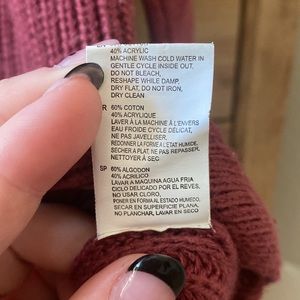 40% ACRYLIC
MACHINE WASH COLD WATER IN
GENTLE CYCLE INSIDE OUT,
DO NOT BLEACH,
RESHAPE WHILE DAMP,
DRY FLAT, DO NOT IRON,
DRY CLEAN
R 60% COTON
40% ACRYLIQUE
LAVER À LA MACHINE À L'ENVERS
EAU FROIDE CYCLE DÉLICAT,
NE PAS JAVELLISER.
REDONNER LA FORME A L'ETAT HUMIDE,
SECHER A PLAT, NE PAS REPASSER,
NETTOYER À SEC
SP 60% ALGODON
40% ACRILICO
LAVAR A MAQUINA AGUA FRIA
CICLO DELICADO POR EL REVES,
NO USAR CLORO,
PONER EN FORMA AL ESTADO HUMEDO,
SECAR EN SUPERFICIE PLANA,
NO PLANCHAR, LAVAR EN SECO